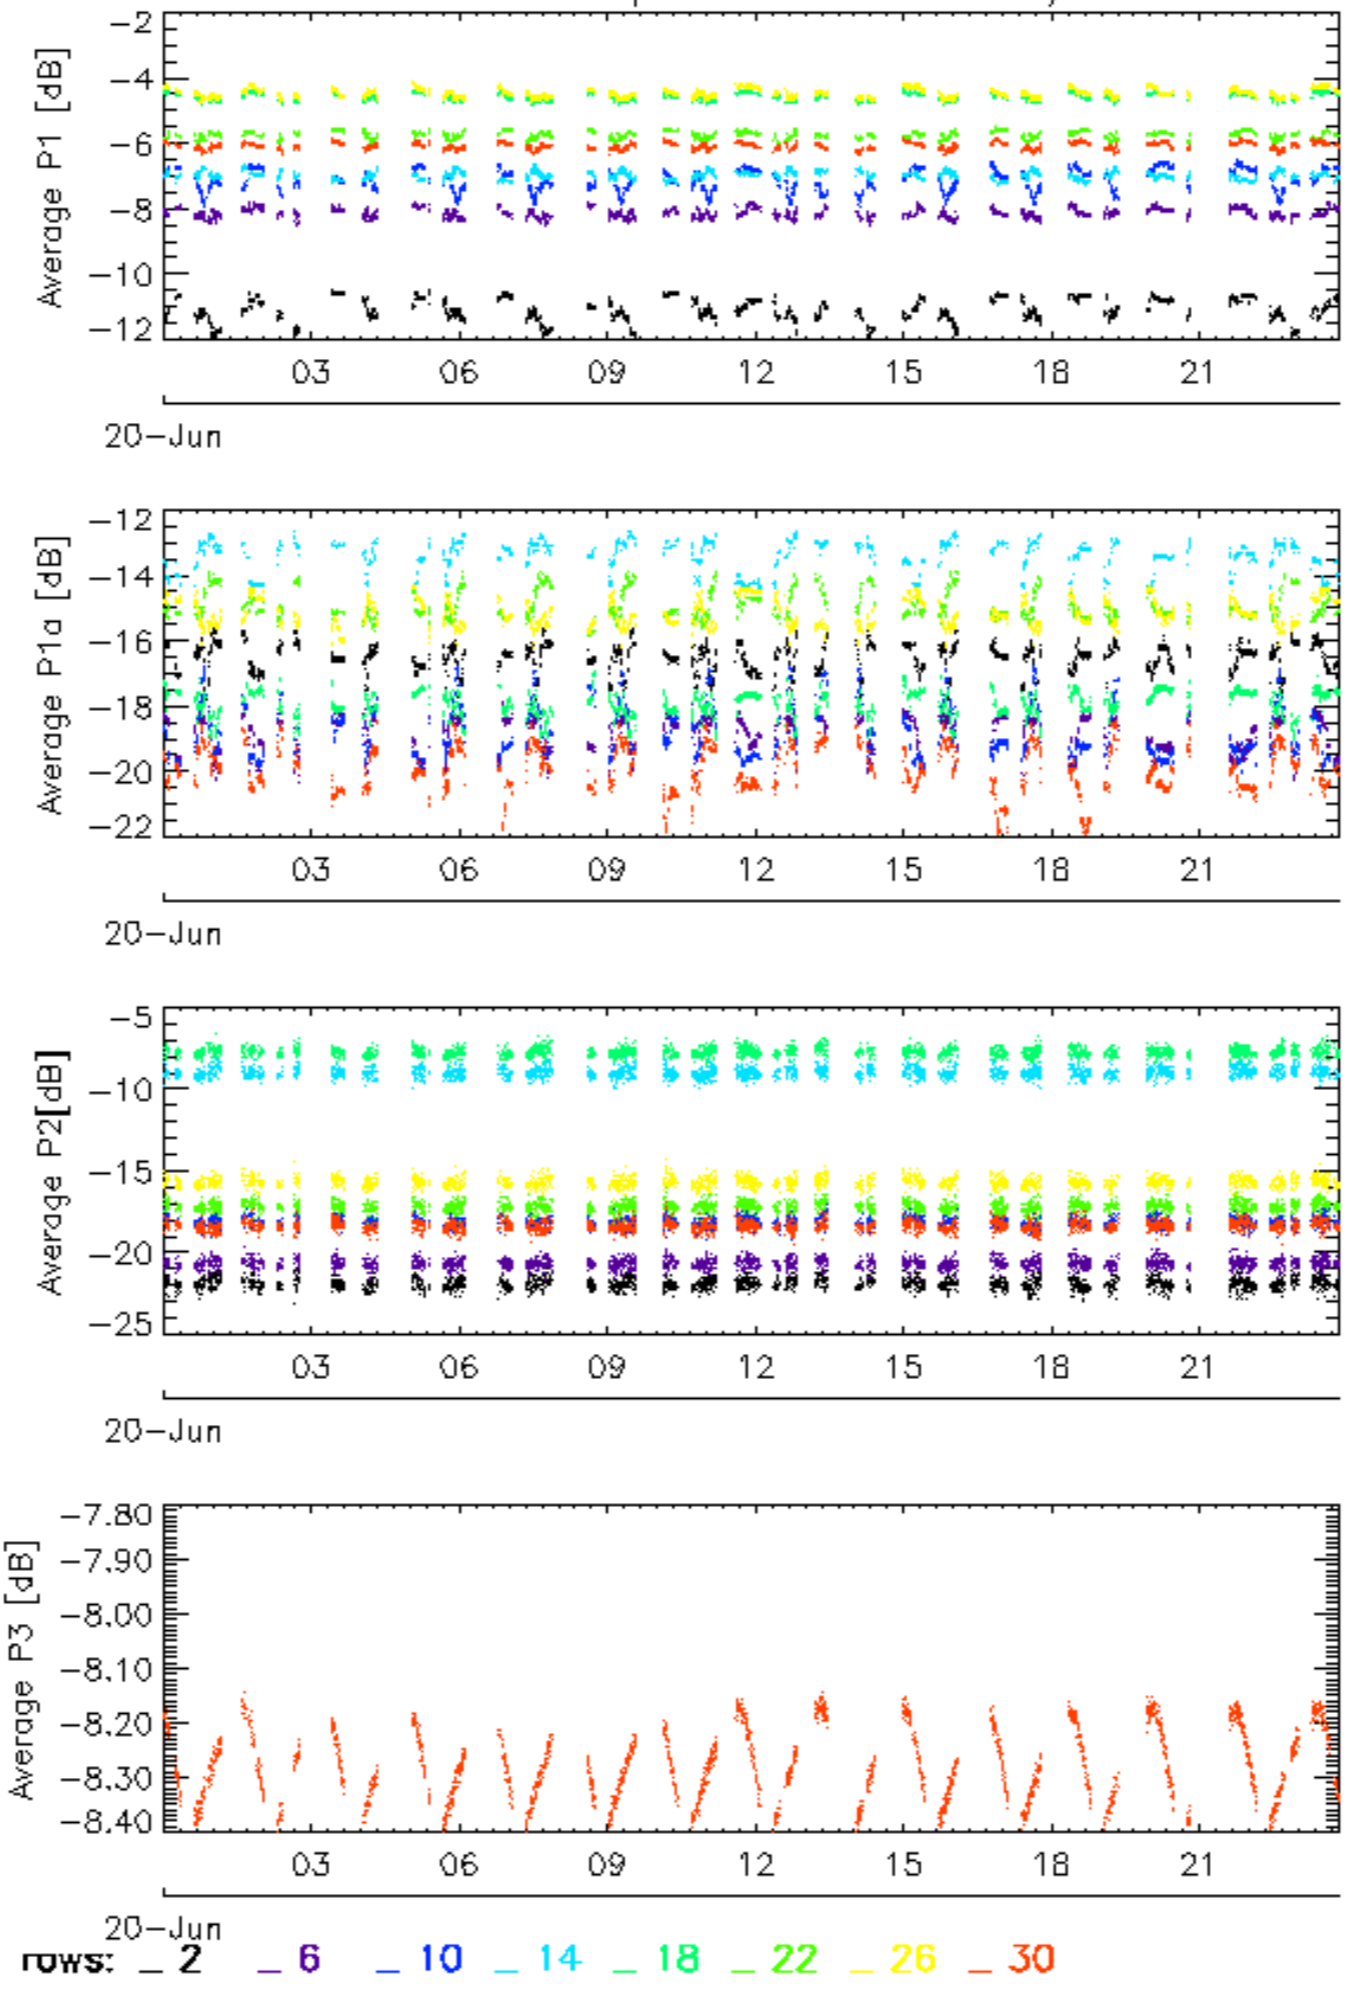 -2
-4
-6
-8
-10
-12
Average P1 [dB]
03 06 09 12 15 18 21
20-Jun
-12
-14
-16
-18
-20
-22
Average P1a [dB]
03 06 09 12 15 18 21
20-Jun
-5
-10
-15
-20
-25
Average P2[dB]
03 06 09 12 15 18 21
20-Jun
-7.80
-7.90
-8.00
-8.10
-8.20
-8.30
-8.40
Average P3 [dB]
03 06 09 12 15 18 21
20-Jun
rows: _ 2 _ 6 _ 10 _ 14 _ 18 _ 22 _ 26 _ 30